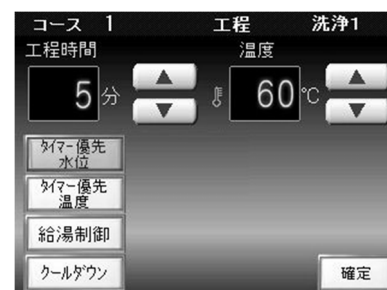 コース 1 工程 洗浄1
工程時間 温度
5 分 60 ℃
ﾀｲﾏｰ優先
水位
ﾀｲﾏｰ優先
温度
給湯制御
ｸｰﾙﾀﾞｳﾝ
確定